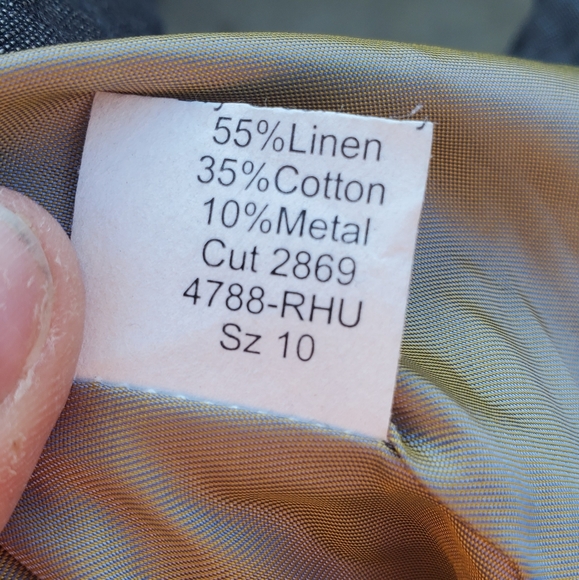 55%Linen
35%Cotton
10%Metal
Cut 2869
4788-RHU
Sz 10